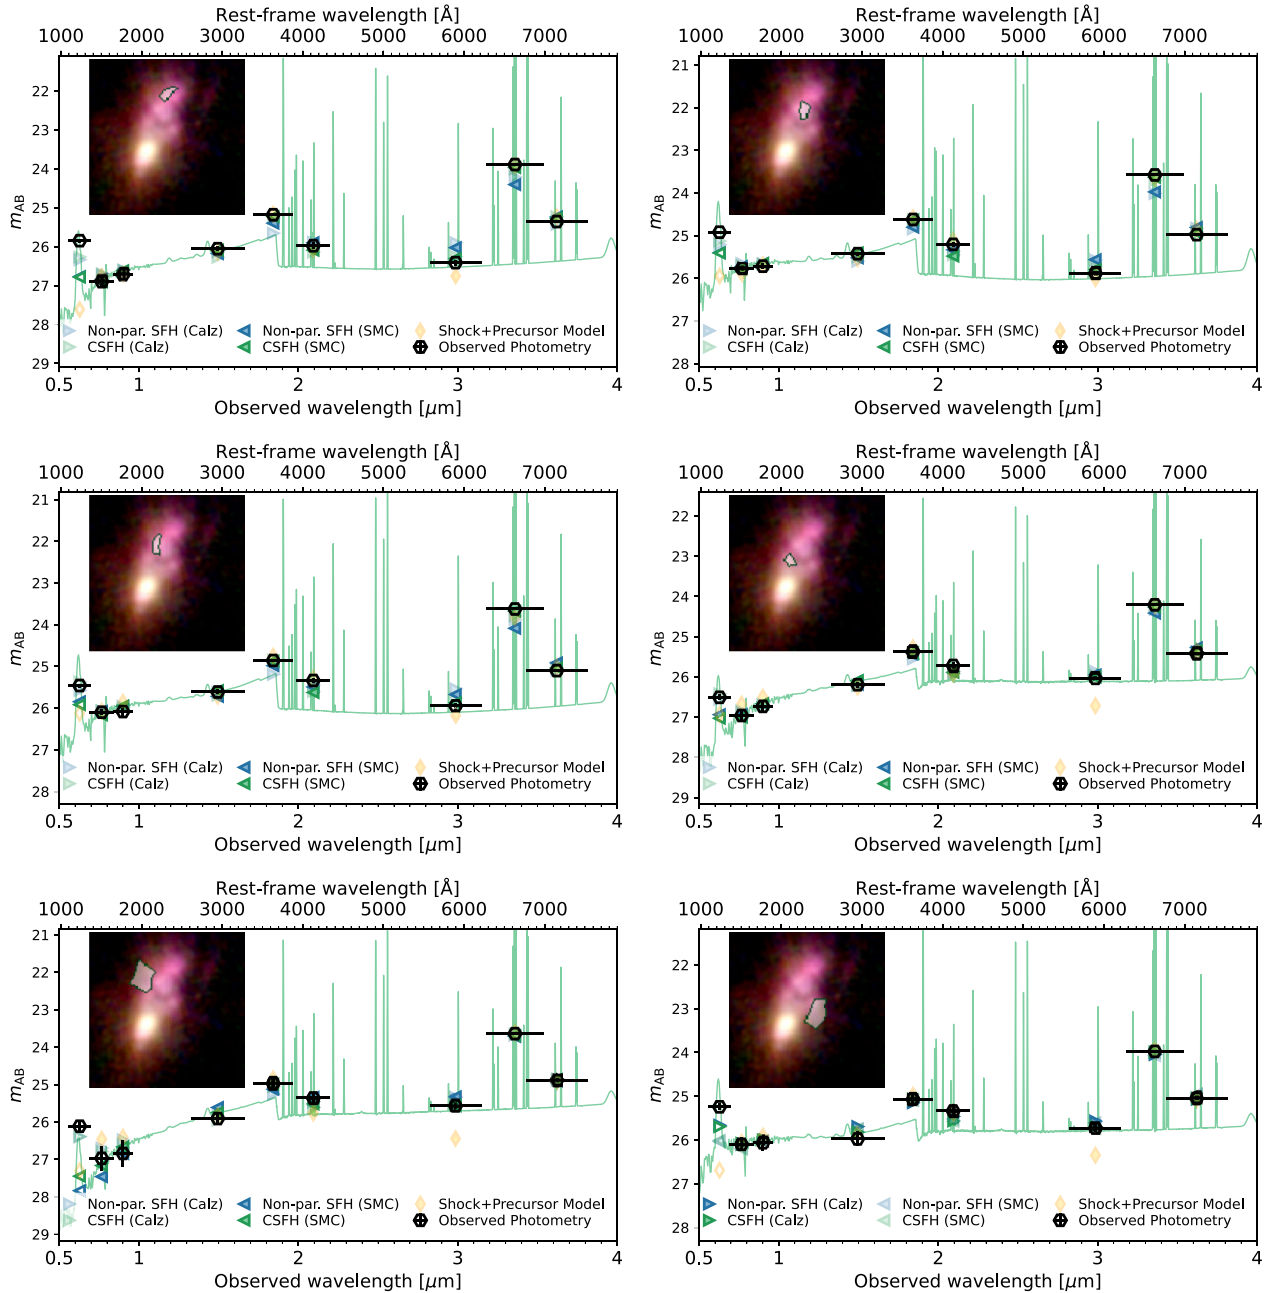 Rest-frame wavelength [Å]
1000 2000 3000 4000 5000 6000 7000
22
23
24
25
26
27
28
29
m_AB
Non-par. SFH (Calz) Non-par. SFH (SMC) Shock+Precursor Model
CSFH (Calz) CSFH (SMC) Observed Photometry
0.5 1 2 3 4
Observed wavelength [μm]
Rest-frame wavelength [Å]
1000 2000 3000 4000 5000 6000 7000
21
22
23
24
25
26
27
28
m_AB
Non-par. SFH (Calz) Non-par. SFH (SMC) Shock+Precursor Model
CSFH (Calz) CSFH (SMC) Observed Photometry
0.5 1 2 3 4
Observed wavelength [μm]
Rest-frame wavelength [Å]
1000 2000 3000 4000 5000 6000 7000
21
22
23
24
25
26
27
28
m_AB
Non-par. SFH (Calz) Non-par. SFH (SMC) Shock+Precursor Model
CSFH (Calz) CSFH (SMC) Observed Photometry
0.5 1 2 3 4
Observed wavelength [μm]
Rest-frame wavelength [Å]
1000 2000 3000 4000 5000 6000 7000
22
23
24
25
26
27
28
29
m_AB
Non-par. SFH (Calz) Non-par. SFH (SMC) Shock+Precursor Model
CSFH (Calz) CSFH (SMC) Observed Photometry
0.5 1 2 3 4
Observed wavelength [μm]
Rest-frame wavelength [Å]
1000 2000 3000 4000 5000 6000 7000
21
22
23
24
25
26
27
28
29
m_AB
Non-par. SFH (Calz) Non-par. SFH (SMC) Shock+Precursor Model
CSFH (Calz) CSFH (SMC) Observed Photometry
0.5 1 2 3 4
Observed wavelength [μm]
Rest-frame wavelength [Å]
1000 2000 3000 4000 5000 6000 7000
22
23
24
25
26
27
28
m_AB
Non-par. SFH (Calz) Non-par. SFH (SMC) Shock+Precursor Model
CSFH (Calz) CSFH (SMC) Observed Photometry
0.5 1 2 3 4
Observed wavelength [μm]